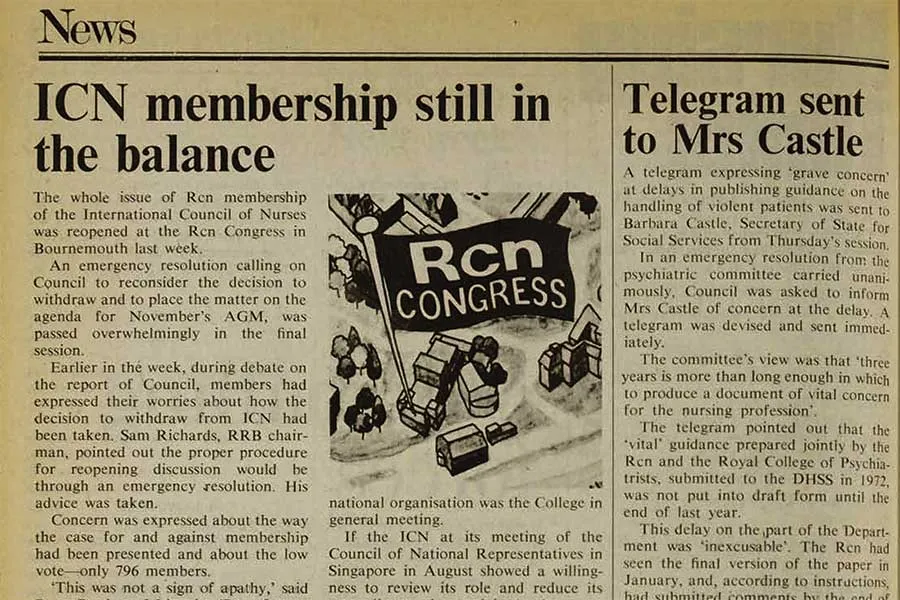 News
ICN membership still in
the balance
The whole issue of Rcn membership
of the International Council of Nurses
was reopened at the Rcn Congress in
Bournemouth last week.
An emergency resolution calling on
Council to reconsider the decision to
withdraw and to place the matter on the
agenda for November's AGM, was
passed overwhelmingly in the final
session.
Earlier in the week, during debate on
the report of Council, members had
expressed their worries about how the
decision to withdraw from ICN had
been taken. Sam Richards, RRB chair-
man, pointed out the proper procedure
for reopening discussion would be
through an emergency resolution. His
advice was taken.
Concern was expressed about the way
the case for and against membership
had been presented and about the low
vote—only 796 members.
'This was not a sign of apathy,' said
Rcn
CONGRESS
national organisation was the College in
general meeting.
If the ICN at its meeting of the
Council of National Representatives in
Singapore in August showed a willing-
ness to review its role and reduce its
Telegram sent
to Mrs Castle
A telegram expressing 'grave concern'
at delays in publishing guidance on the
handling of violent patients was sent to
Barbara Castle, Secretary of State for
Social Services from Thursday's session.
In an emergency resolution from the
psychiatric committee carried unani-
mously, Council was asked to inform
Mrs Castle of concern at the delay. A
telegram was devised and sent immed-
iately.
The committee's view was that 'three
years is more than long enough in which
to produce a document of vital concern
for the nursing profession'.
The telegram pointed out that the
'vital' guidance prepared jointly by the
Rcn and the Royal College of Psychia-
trists, submitted to the DHSS in 1972,
was not put into draft form until the
end of last year.
This delay on the part of the Depart-
ment was 'inexcusable'. The Rcn had
seen the final version of the paper in
January, and, according to instructions,
had submitted comments by the end of